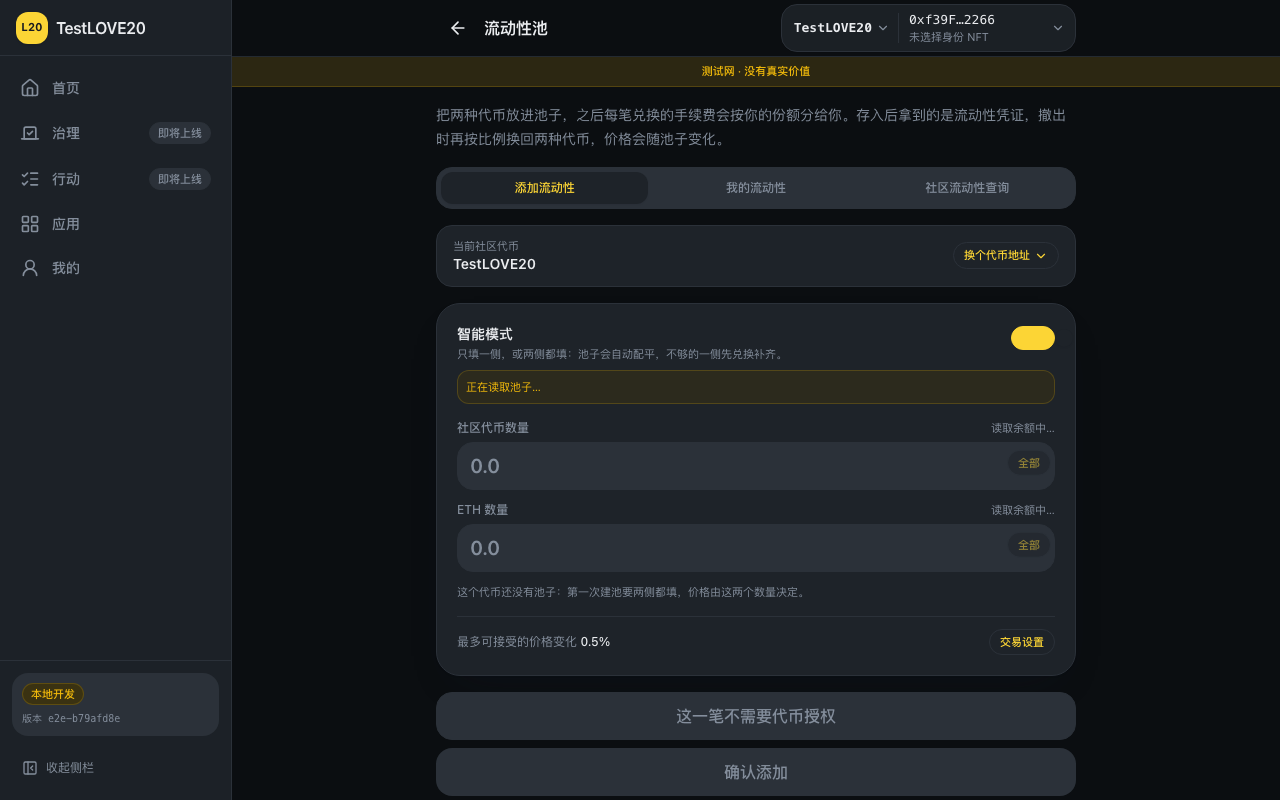 L20 TestLOVE20
首页
治理 即将上线
行动 即将上线
应用
我的
本地开发
版本 e2e-b79afd8e
收起侧栏
流动性池
TestLOVE20
0xf39F…2266
未选择身份 NFT
测试网 · 没有真实价值
把两种代币放进池子，之后每笔兑换的手续费会按你的份额分给你。存入后拿到的是流动性凭证，撤出
时再按比例换回两种代币，价格会随池子变化。
添加流动性 我的流动性 社区流动性查询
当前社区代币
TestLOVE20
换个代币地址
智能模式
只填一侧，或两侧都填：池子会自动配平，不够的一侧先兑换补齐。
正在读取池子…
社区代币数量 读取余额中…
0.0 全部
ETH 数量 读取余额中…
0.0 全部
这个代币还没有池子：第一次建池要两侧都填，价格由这两个数量决定。
最多可接受的价格变化 0.5% 交易设置
这一笔不需要代币授权
确认添加